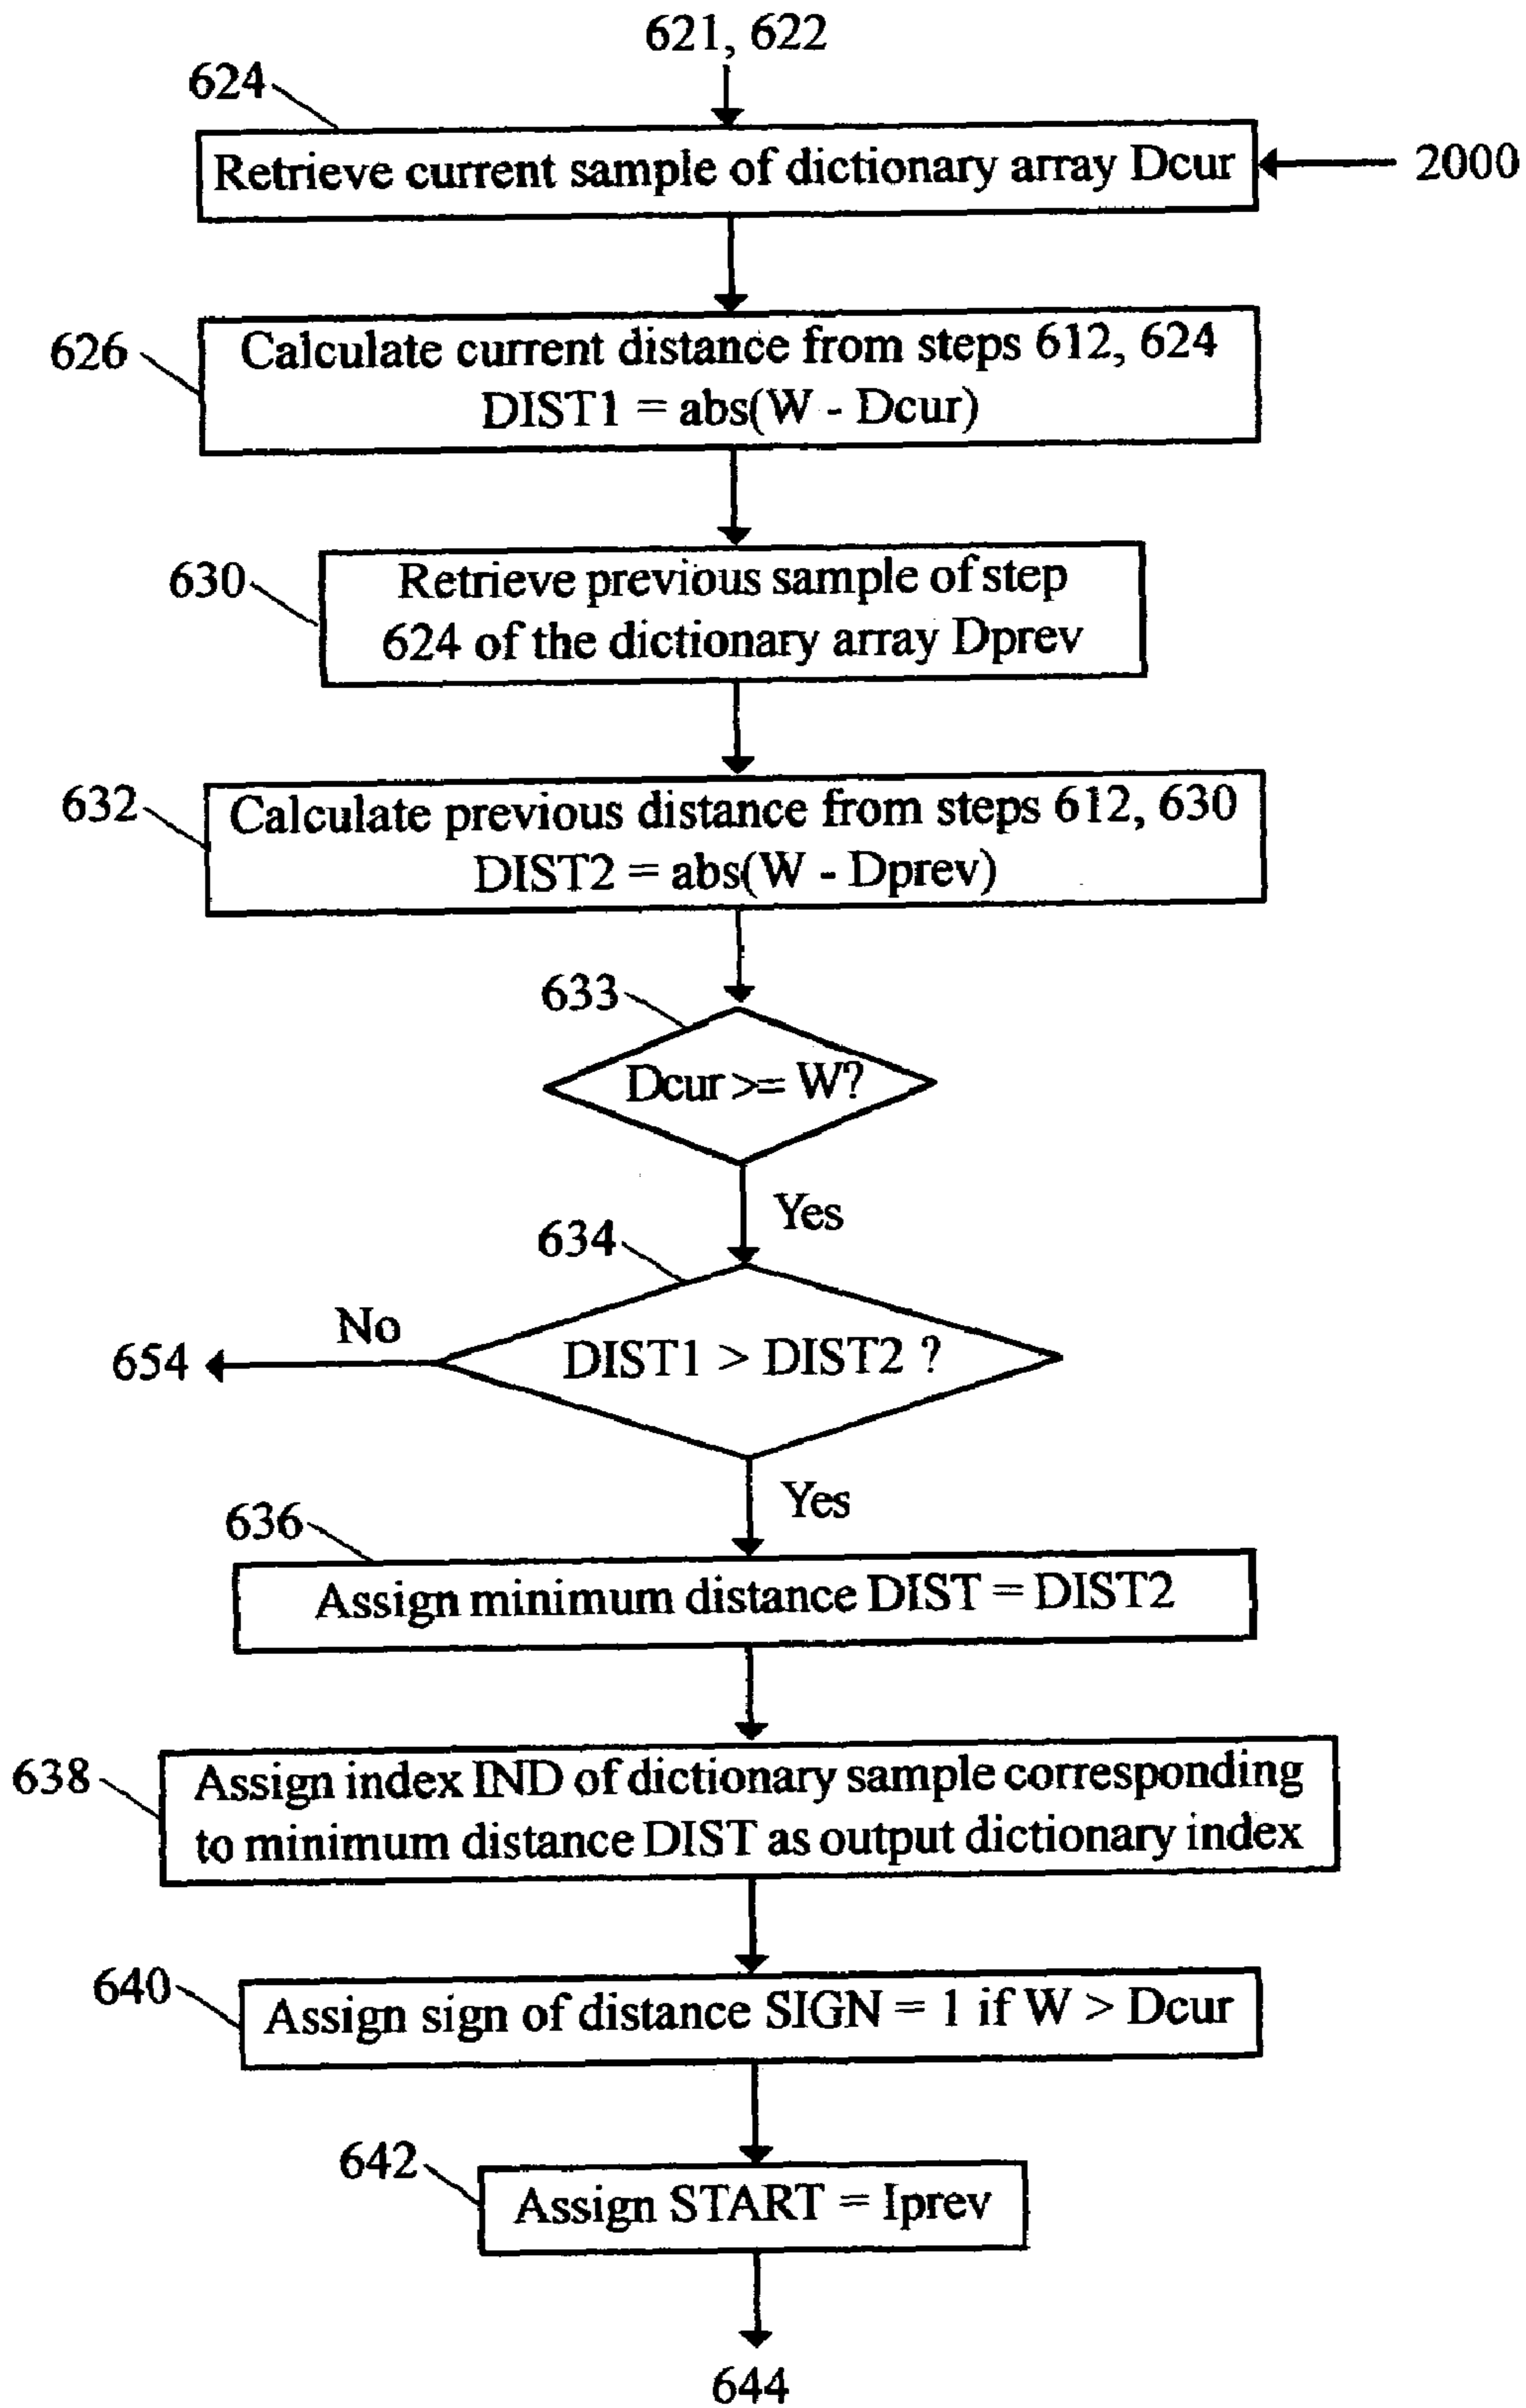 621, 622
624
Retrieve current sample of dictionary array Dcur
2000
626
Calculate current distance from steps 612, 624
DIST1 = abs(W - Dcur)
630
Retrieve previous sample of step
624 of the dictionary array Dprev
632
Calculate previous distance from steps 612, 630
DIST2 = abs(W - Dprev)
633
Dcur >= W?
Yes
634
No
654
DIST1 > DIST2 ?
Yes
636
Assign minimum distance DIST = DIST2
638
Assign index IND of dictionary sample corresponding
to minimum distance DIST as output dictionary index
640
Assign sign of distance SIGN = 1 if W > Dcur
642
Assign START = Iprev
644